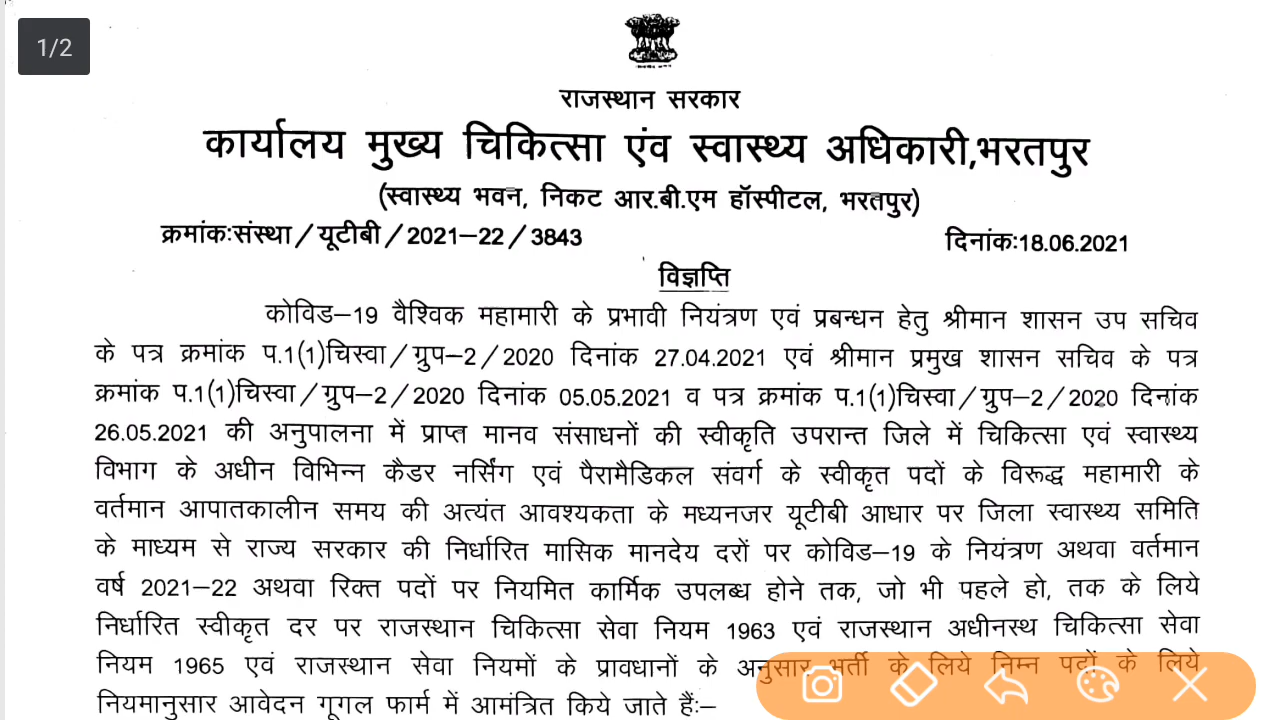 1/2
राजस्थान सरकार
कार्यालय मुख्य चिकित्सा एंव स्वास्थ्य अधिकारी,भरतपुर
(स्वास्थ्य भवन, निकट आर.बी.एम हॉस्पीटल, भरतपुर)
क्रमांक:संस्था/यूटीबी/2021–22/3843 दिनांक:18.06.2021
विज्ञप्ति
कोविड–19 वैश्विक महामारी के प्रभावी नियंत्रण एवं प्रबन्धन हेतु श्रीमान शासन उप सचिव
के पत्र क्रमांक प.1(1)चिस्वा/ग्रुप–2/2020 दिनांक 27.04.2021 एवं श्रीमान प्रमुख शासन सचिव के पत्र
क्रमांक प.1(1)चिस्वा/ग्रुप–2/2020 दिनांक 05.05.2021 व पत्र क्रमांक प.1(1)चिस्वा/ग्रुप–2/2020 दिनांक
26.05.2021 की अनुपालना में प्राप्त मानव संसाधनों की स्वीकृति उपरान्त जिले में चिकित्सा एवं स्वास्थ्य
विभाग के अधीन विभिन्न कैडर नर्सिंग एवं पैरामैडिकल संवर्ग के स्वीकृत पदों के विरूद्ध महामारी के
वर्तमान आपातकालीन समय की अत्यंत आवश्यकता के मध्यनजर यूटीबी आधार पर जिला स्वास्थ्य समिति
के माध्यम से राज्य सरकार की निर्धारित मासिक मानदेय दरों पर कोविड–19 के नियंत्रण अथवा वर्तमान
वर्ष 2021–22 अथवा रिक्त पदों पर नियमित कार्मिक उपलब्ध होने तक, जो भी पहले हो, तक के लिये
निर्धारित स्वीकृत दर पर राजस्थान चिकित्सा सेवा नियम 1963 एवं राजस्थान अधीनस्थ चिकित्सा सेवा
नियम 1965 एवं राजस्थान सेवा नियमों के प्रावधानों के अनुसार भर्ती के लिये निम्न पदों के लिये
नियमानुसार आवेदन गूगल फार्म में आमंत्रित किये जाते हैं:–